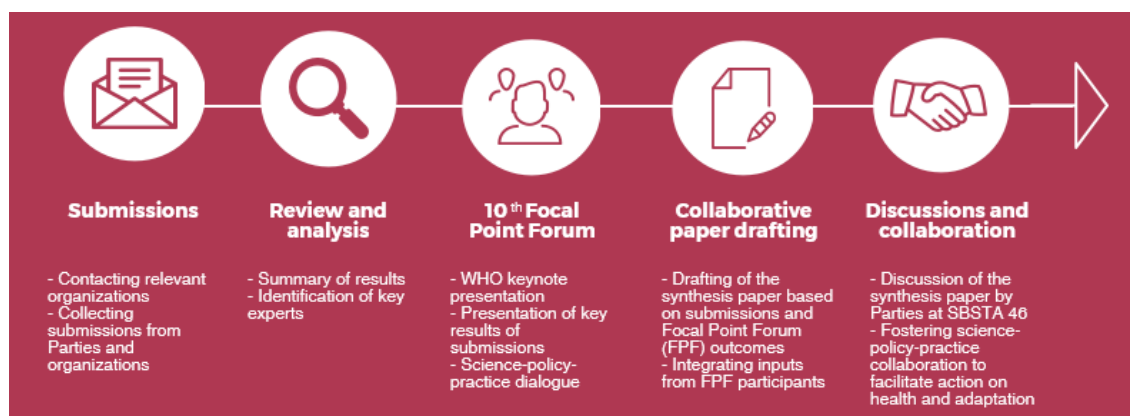 Submissions
- Contacting relevant
organizations
- Collecting
submissions from
Parties and
organizations
Review and
analysis
- Summary of results
- Identification of key
experts
10th Focal
Point Forum
- WHO keynote
presentation
- Presentation of key
results of
submissions
- Science-policy-
practice dialogue
Collaborative
paper drafting
- Drafting of the
synthesis paper based
on submissions and
Focal Point Forum
(FPF) outcomes
- Integrating inputs
from FPF participants
Discussions and
collaboration
- Discussion of the
synthesis paper by
Parties at SBSTA 46
- Fostering science-
policy-practice
collaboration to
facilitate action on
health and adaptation